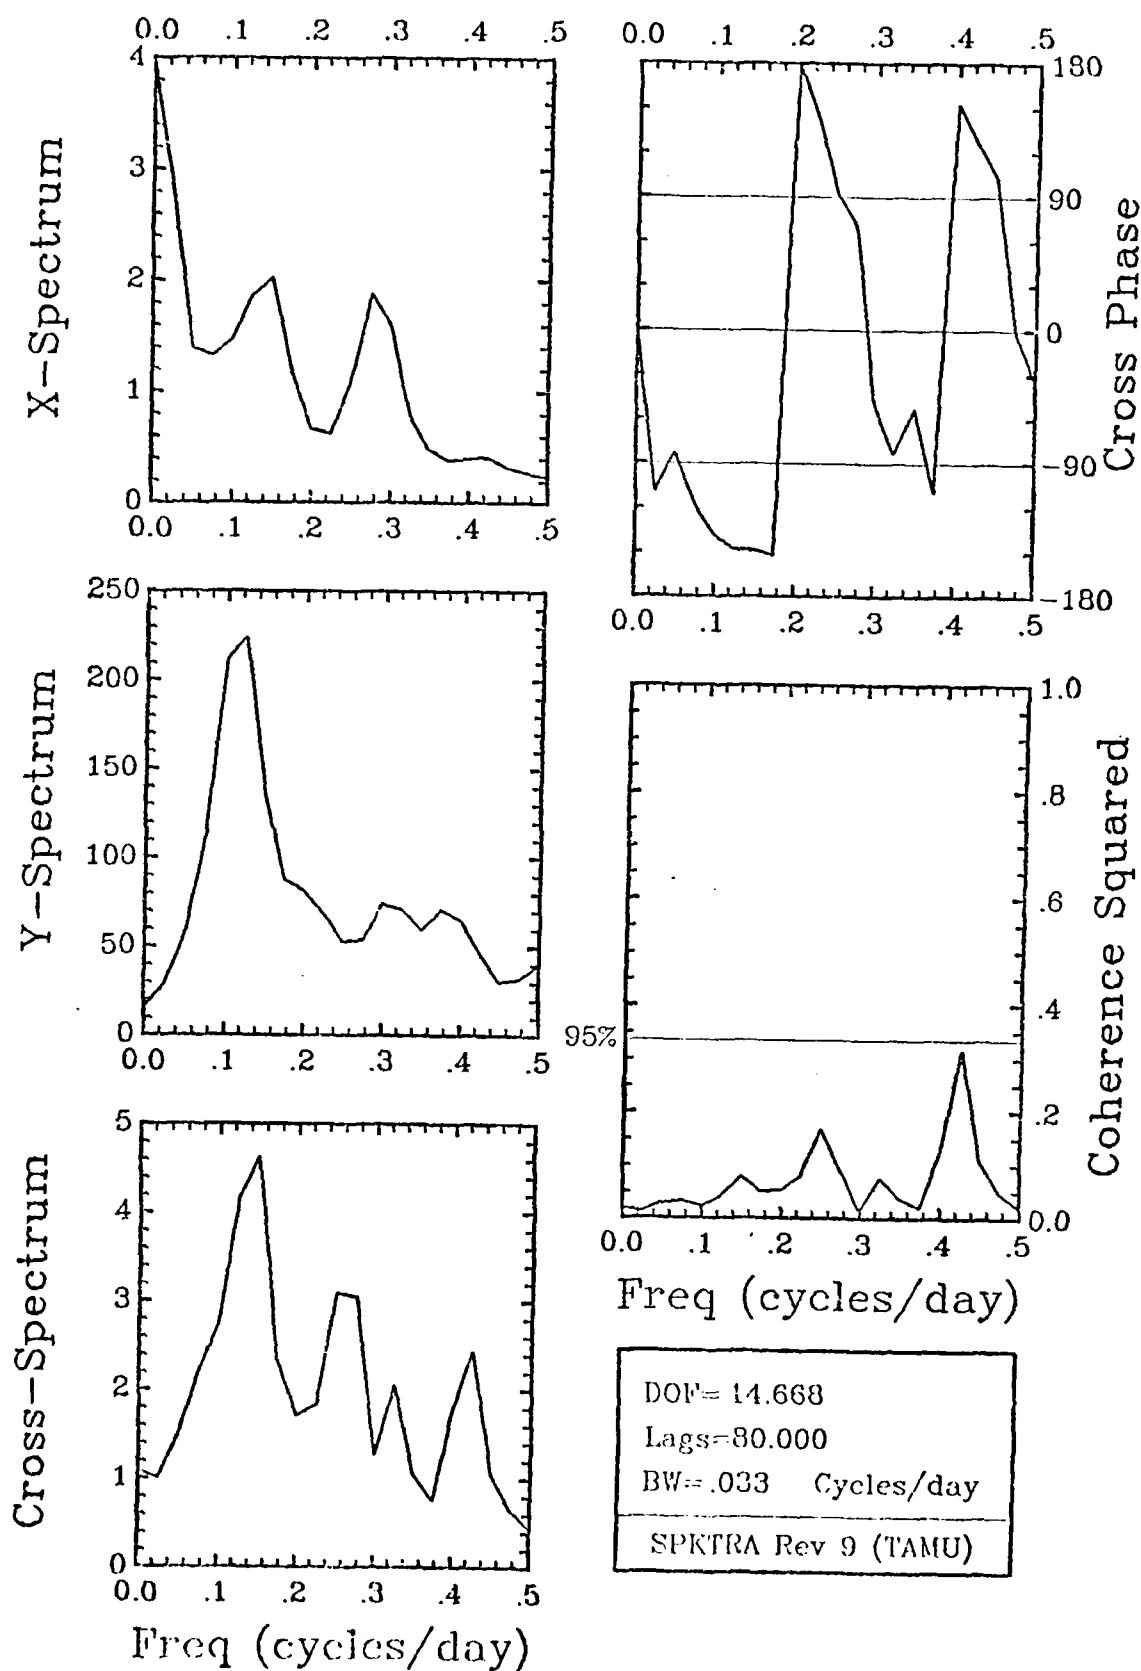 0.0 .1 .2 .3 .4 .5
4
3
2
1
0
X-Spectrum
0.0 .1 .2 .3 .4 .5
0.0 .1 .2 .3 .4 .5
180
90
0
-90
-180
Cross Phase
0.0 .1 .2 .3 .4 .5
250
200
150
100
50
0
Y-Spectrum
0.0 .1 .2 .3 .4 .5
1.0
.8
.6
.4
.2
0.0
95%
Coherence Squared
0.0 .1 .2 .3 .4 .5
Freq (cycles/day)
5
4
3
2
1
0
Cross-Spectrum
0.0 .1 .2 .3 .4 .5
Freq (cycles/day)
DOF= 14.668
Lags=80.000
BW= .033 Cycles/day
SPKTRA Rev 9 (TAMU)